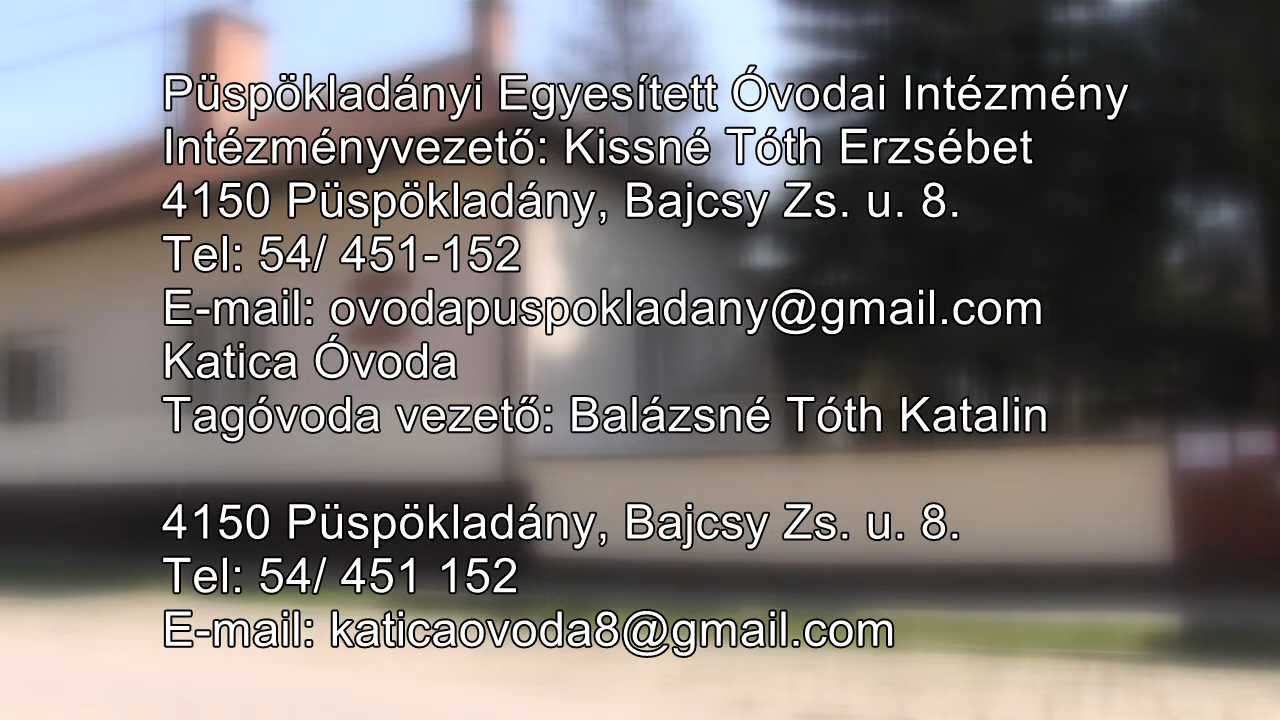 Püspökladányi Egyesített Óvodai Intézmény
Intézményvezető: Kissné Tóth Erzsébet
4150 Püspökladány, Bajcsy Zs. u. 8.
Tel: 54/ 451-152
E-mail: ovodapuspokladany@gmail.com
Katica Óvoda
Tagóvoda vezető: Balázsné Tóth Katalin
4150 Püspökladány, Bajcsy Zs. u. 8.
Tel: 54/ 451 152
E-mail: katicaovoda8@gmail.com